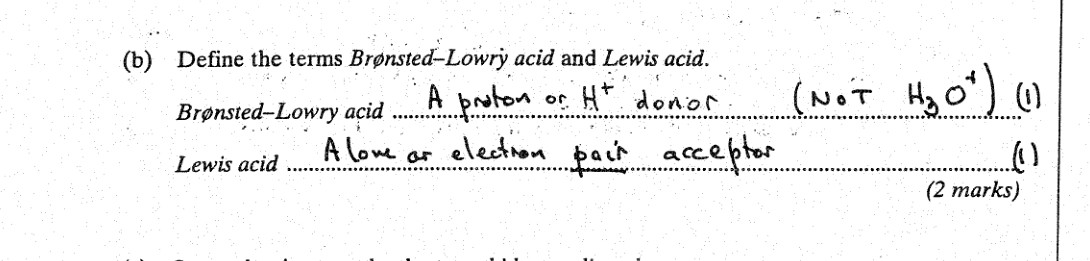 (b) Define the terms Brønsted–Lowry acid and Lewis acid.
Brønsted–Lowry acid A proton or H⁺ donor (NOT H₃O⁺) (1)
Lewis acid A lone or electron pair acceptor (1)
(2 marks)